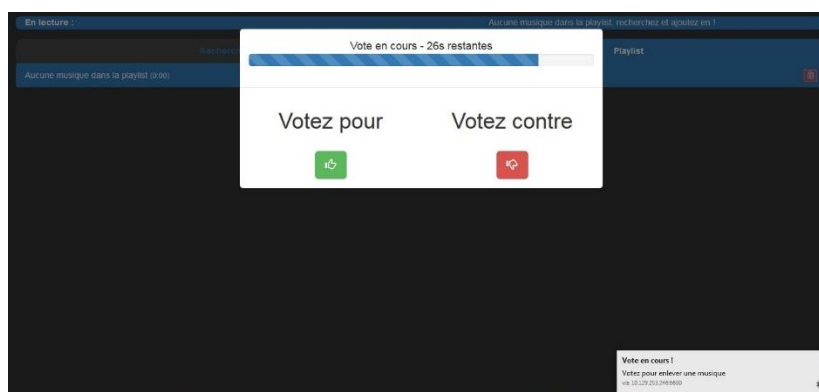 En lecture :
Aucune musique dans la playlist, recherchez et ajoutez en !
Vote en cours - 26s restantes
Playlist
Aucune musique dans la playlist (0:00)
Votez pour
Votez contre
Vote en cours !
Votez pour enlever une musique
via